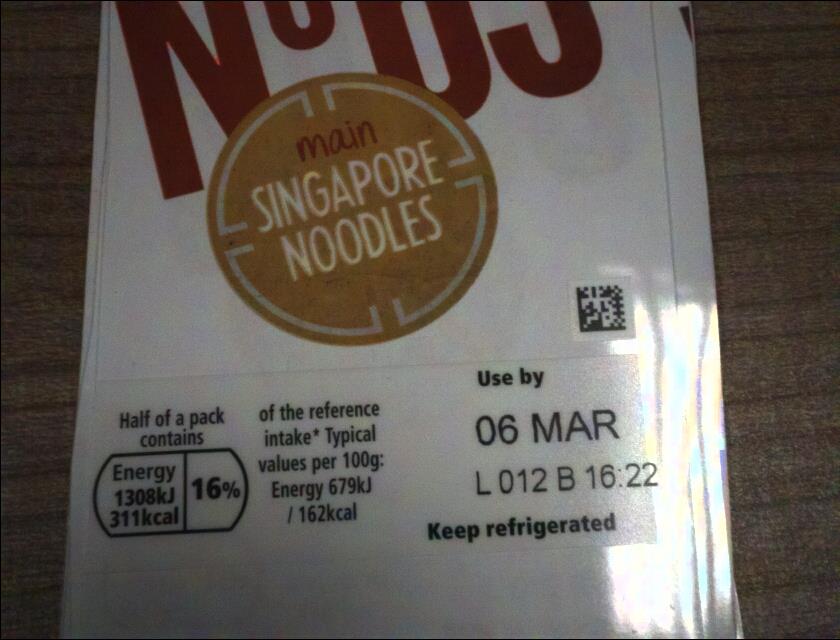 main
SINGAPORE
NOODLES
Use by
06 MAR
L 012 B 16:22
Keep refrigerated
Half of a pack
contains
Energy
1308kJ
311kcal
16%
of the reference
intake* Typical
values per 100g:
Energy 679kJ
/ 162kcal